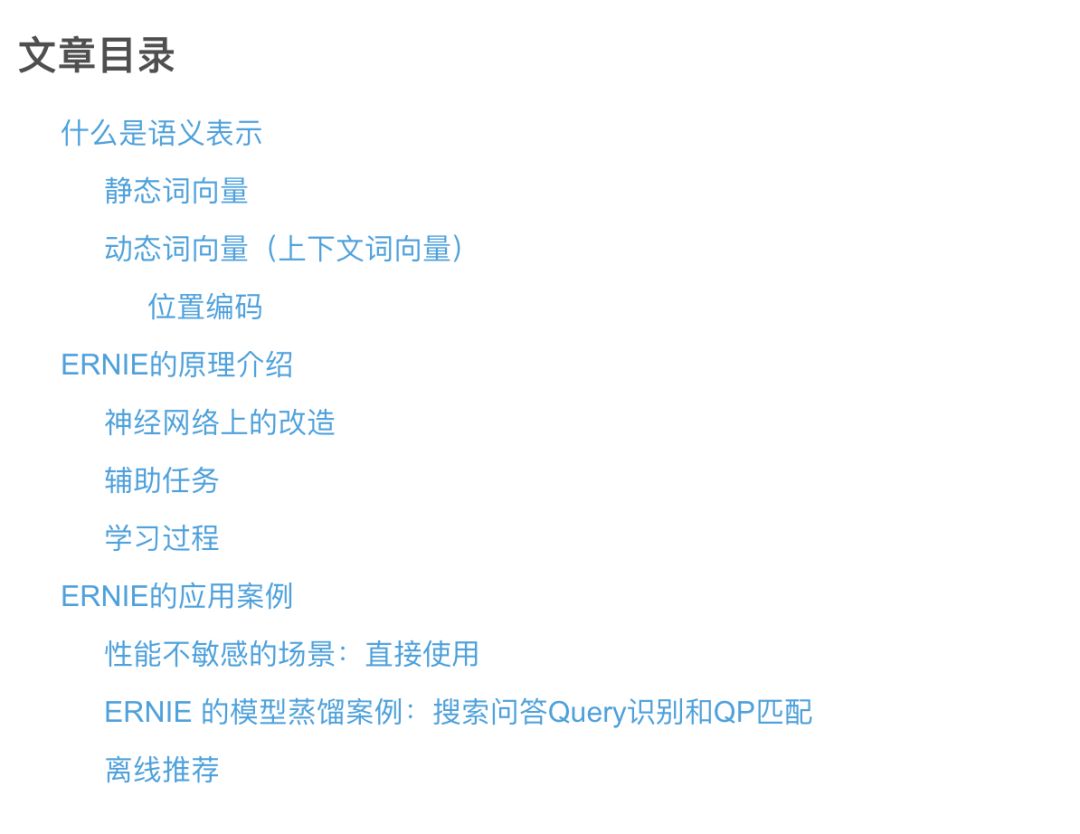 文章目录
什么是语义表示
静态词向量
动态词向量（上下文词向量）
位置编码
ERNIE的原理介绍
神经网络上的改造
辅助任务
学习过程
ERNIE的应用案例
性能不敏感的场景：直接使用
ERNIE 的模型蒸馏案例：搜索问答Query识别和QP匹配
离线推荐